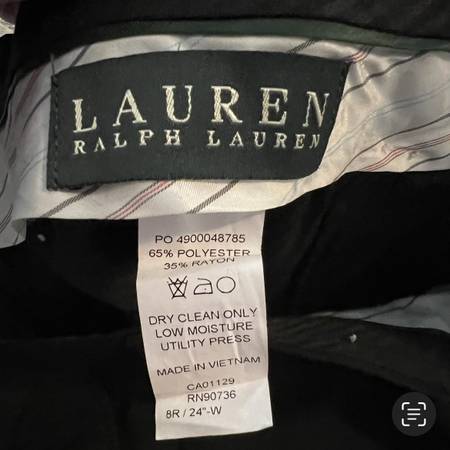 LAUREN
RALPH LAUREN
PO 4900048785
65% POLYESTER
35% RAYON
DRY CLEAN ONLY
LOW MOISTURE
UTILITY PRESS
MADE IN VIETNAM
CA01129
RN90736
8R / 24"-W